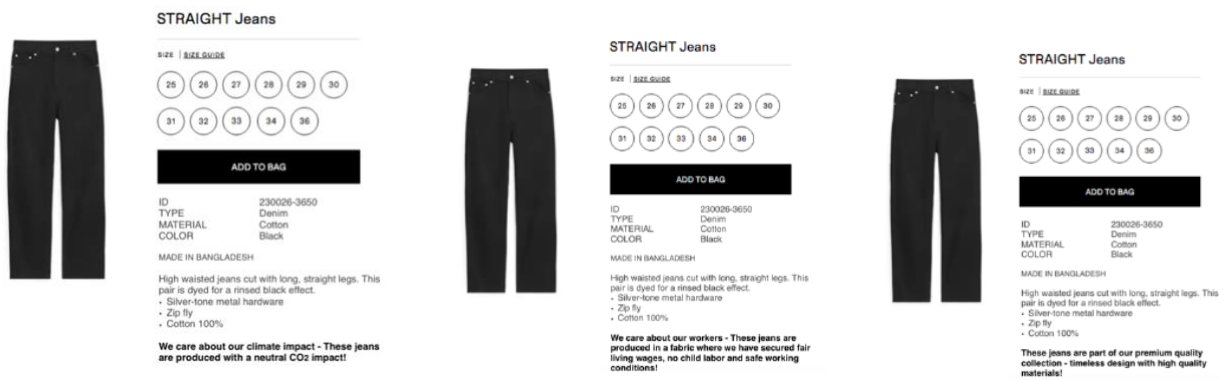 STRAIGHT Jeans
SIZE | SIZE GUIDE
25 26 27 28 29 30
31 32 33 34 36
ADD TO BAG
ID 230026-3650
TYPE Denim
MATERIAL Cotton
COLOR Black
MADE IN BANGLADESH
High waisted jeans cut with long, straight legs. This
pair is dyed for a rinsed black effect.
• Silver-tone metal hardware
• Zip fly
• Cotton 100%
We care about our climate impact - These jeans
are produced with a neutral CO2 impact!
STRAIGHT Jeans
SIZE | SIZE GUIDE
25 26 27 28 29 30
31 32 33 34 36
ADD TO BAG
ID 230026-3650
TYPE Denim
MATERIAL Cotton
COLOR Black
MADE IN BANGLADESH
High waisted jeans cut with long, straight legs. This
pair is dyed for a rinsed black effect.
• Silver-tone metal hardware
• Zip fly
• Cotton 100%
We care about our workers - These jeans are
produced in a fabric where we have secured fair
living wages, no child labor and safe working
conditions!
STRAIGHT Jeans
SIZE | SIZE GUIDE
25 26 27 28 29 30
31 32 33 34 36
ADD TO BAG
ID 230026-3650
TYPE Denim
MATERIAL Cotton
COLOR Black
MADE IN BANGLADESH
High waisted jeans cut with long, straight legs. This
pair is dyed for a rinsed black effect.
• Silver-tone metal hardware
• Zip fly
• Cotton 100%
These jeans are part of our premium quality
collection - timeless design with high quality
materials!